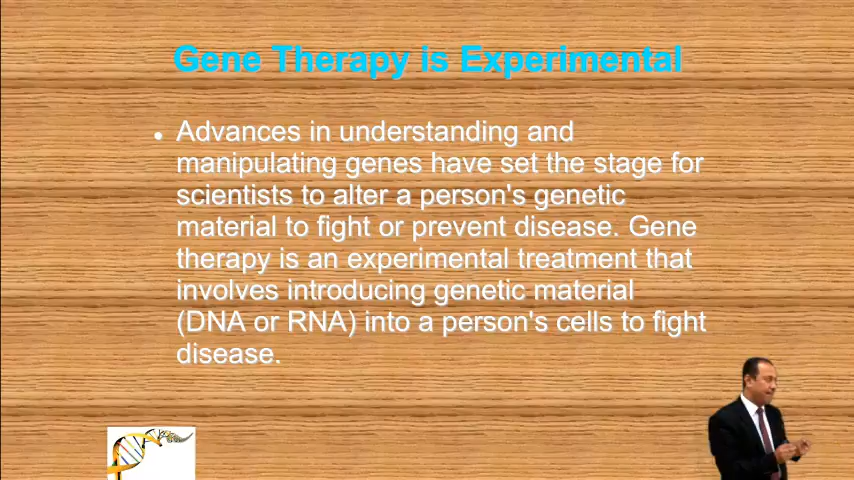 Gene Therapy is Experimental
Advances in understanding and
manipulating genes have set the stage for
scientists to alter a person's genetic
material to fight or prevent disease. Gene
therapy is an experimental treatment that
involves introducing genetic material
(DNA or RNA) into a person's cells to fight
disease.